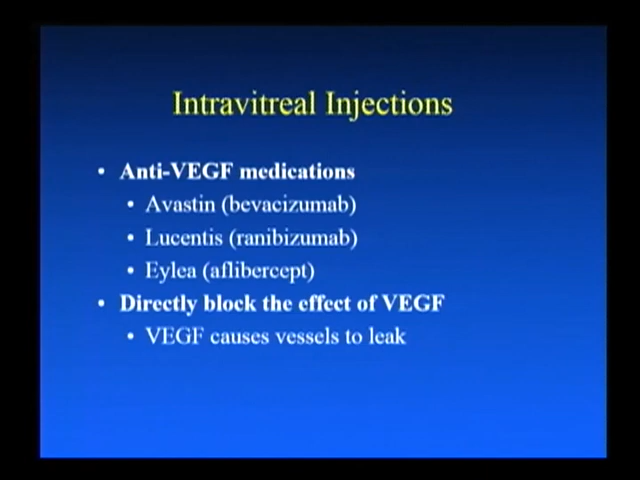 Intravitreal Injections
• Anti-VEGF medications
• Avastin (bevacizumab)
• Lucentis (ranibizumab)
• Eylea (aflibercept)
• Directly block the effect of VEGF
• VEGF causes vessels to leak